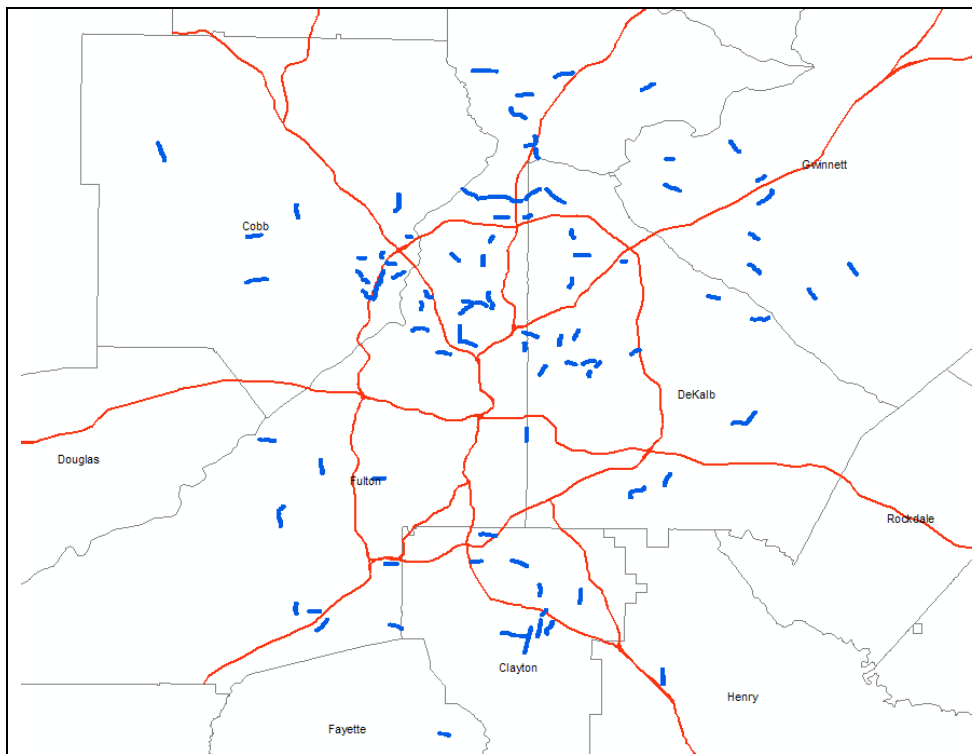 Gwinnett
Cobb
DeKalb
Douglas
Fulton
Rockdale
Clayton
Henry
Fayette